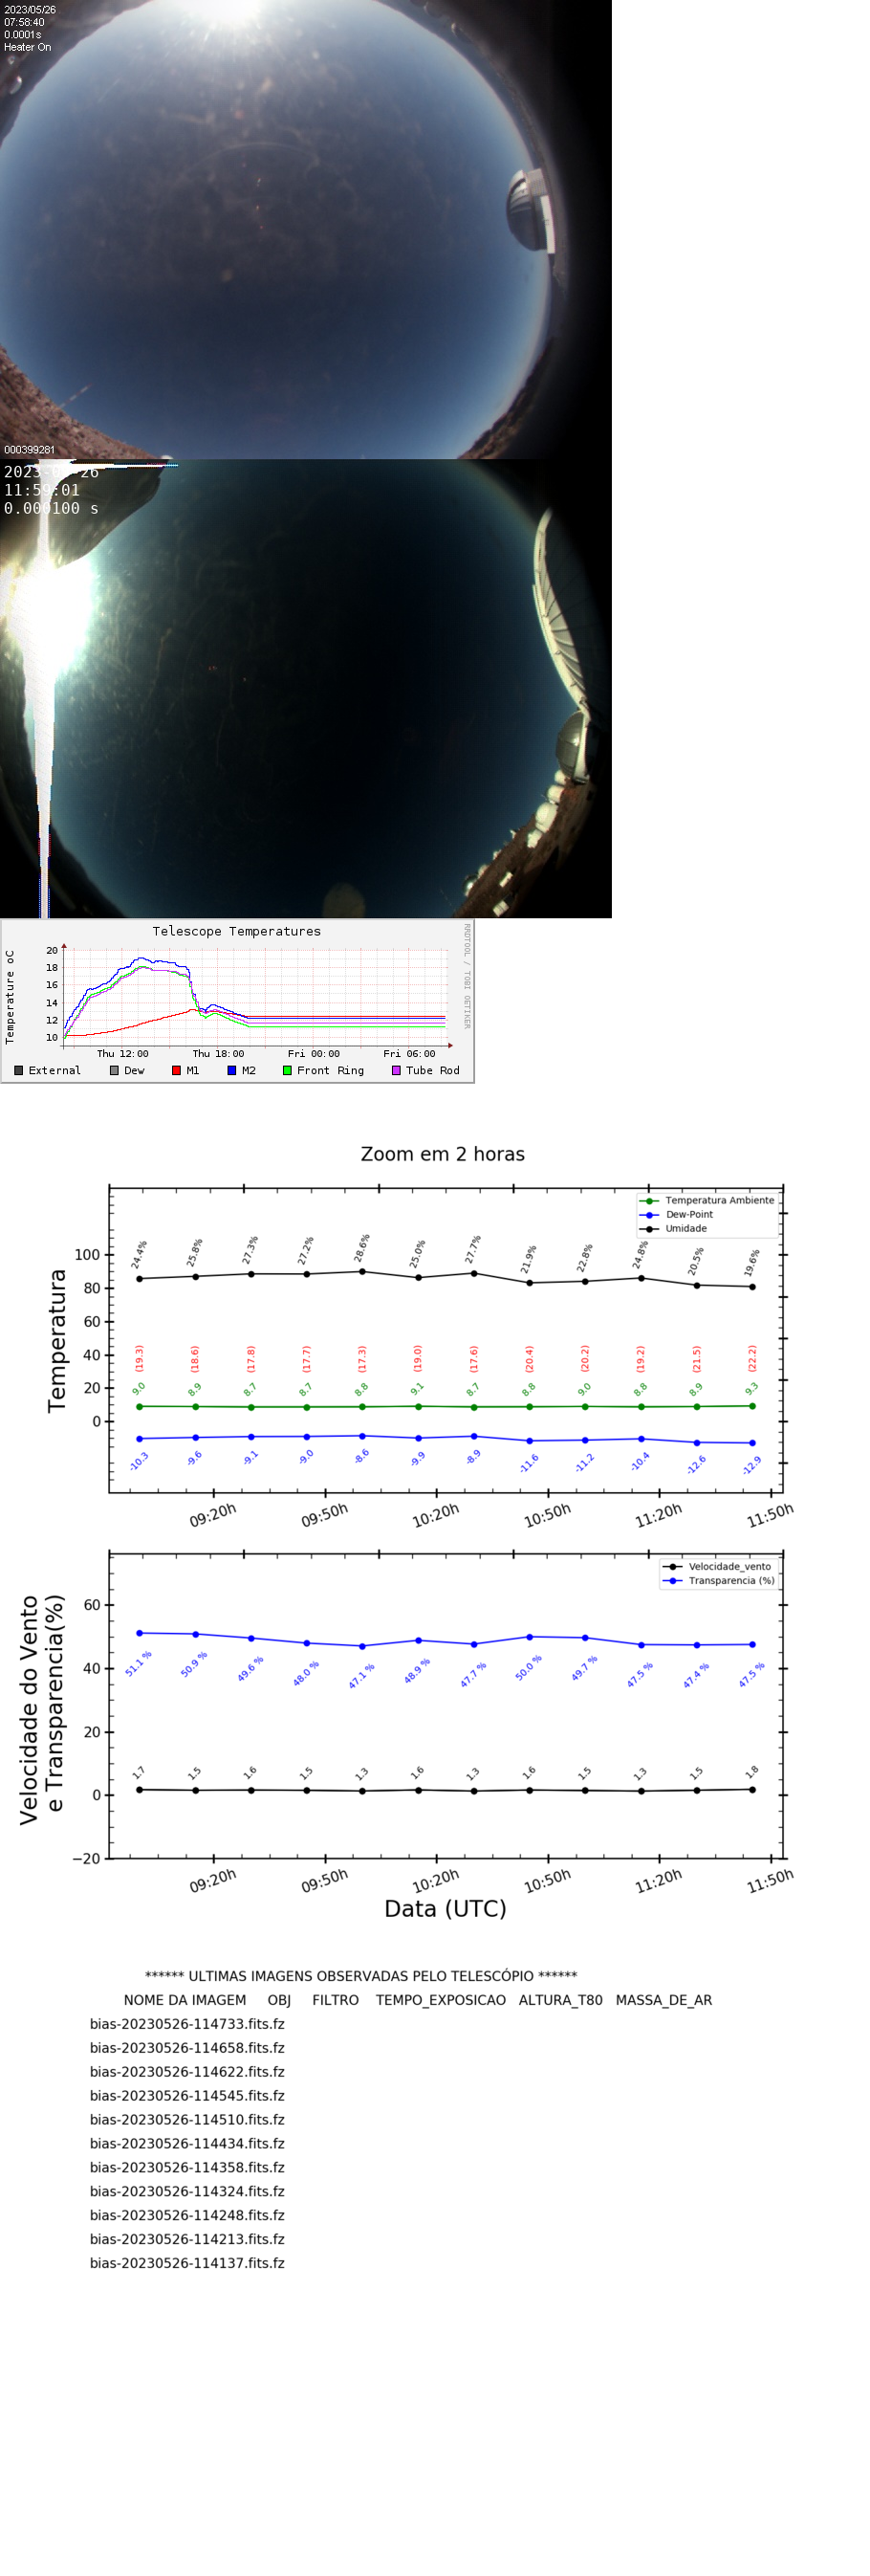 2023/05/26
07:58:40
0.0001s
Heater On
000399281
11:59:01
0.000100 s
Telescope Temperatures
RRDTOOL / TOBI OETIKER
Temperature oC
20
18
16
14
12
10
Thu 12:00 Thu 18:00 Fri 00:00 Fri 06:00
External Dew M1 M2 Front Ring Tube Rod
Zoom em 2 horas
Temperatura Ambiente
Dew-Point
Umidade
Temperatura
100
80
60
40
20
0
24.4% 25.8% 27.3% 27.2% 28.6% 25.0% 27.7% 21.9% 22.8% 24.8% 20.5% 19.6%
(19.3) (18.6) (17.8) (17.7) (17.3) (19.0) (17.6) (20.4) (20.2) (19.2) (21.5) (22.2)
9.0 8.9 8.7 8.7 8.8 9.1 8.7 8.8 9.0 8.8 8.9 9.3
-10.3 -9.6 -9.1 -9.0 -8.6 -9.9 -8.9 -11.6 -11.2 -10.4 -12.6 -12.9
09:20h 09:50h 10:20h 10:50h 11:20h 11:50h
Velocidade_vento
Transparencia (%)
Velocidade do Vento
e Transparencia(%)
60
40
20
0
−20
51.1 % 50.9 % 49.6 % 48.0 % 47.1 % 48.9 % 47.7 % 50.0 % 49.7 % 47.5 % 47.4 % 47.5 %
1.7 1.5 1.6 1.5 1.3 1.6 1.3 1.6 1.5 1.3 1.5 1.8
09:20h 09:50h 10:20h 10:50h 11:20h 11:50h
Data (UTC)
****** ULTIMAS IMAGENS OBSERVADAS PELO TELESCÓPIO ******
NOME DA IMAGEM OBJ FILTRO TEMPO_EXPOSICAO ALTURA_T80 MASSA_DE_AR
bias-20230526-114733.fits.fz
bias-20230526-114658.fits.fz
bias-20230526-114622.fits.fz
bias-20230526-114545.fits.fz
bias-20230526-114510.fits.fz
bias-20230526-114434.fits.fz
bias-20230526-114358.fits.fz
bias-20230526-114324.fits.fz
bias-20230526-114248.fits.fz
bias-20230526-114213.fits.fz
bias-20230526-114137.fits.fz